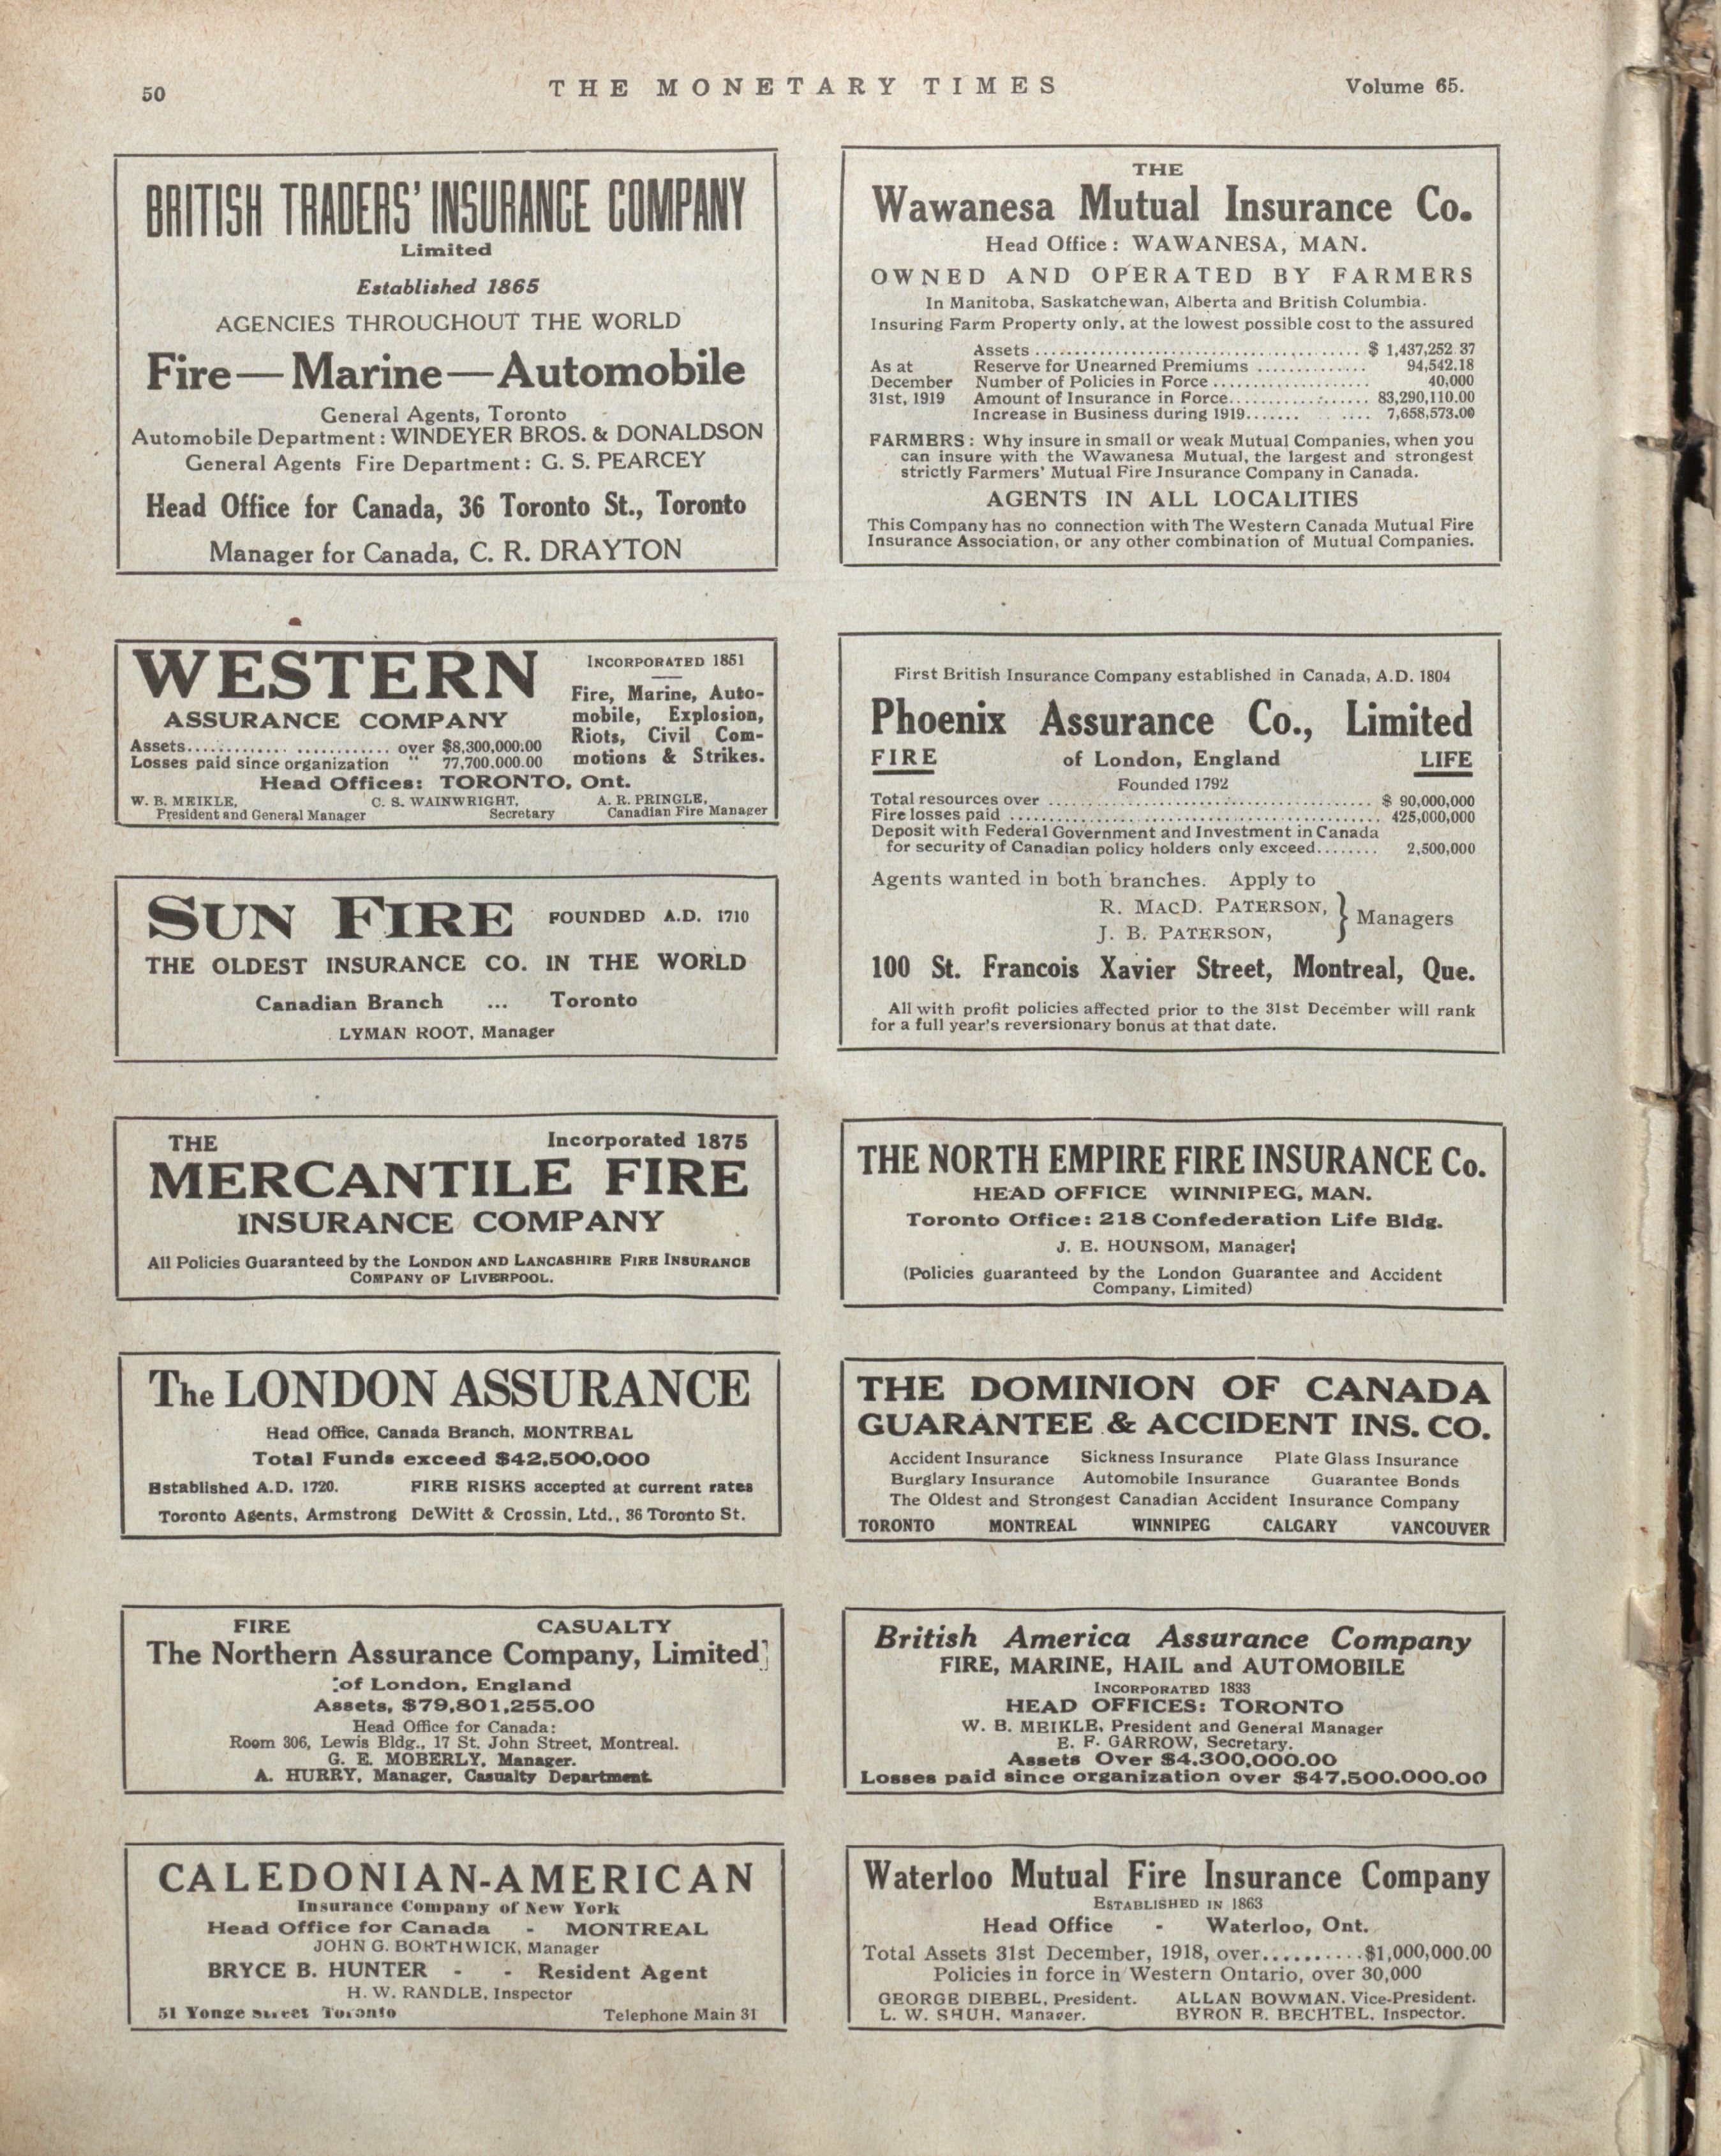 50
THE MONETARY TIMES
Volume 65.
BRITISH TRADERS' INSURANCE COMPANY
Limited
Established 1865
AGENCIES THROUGHOUT THE WORLD
Fire—Marine—Automobile
General Agents, Toronto
Automobile Department: WINDEYER BROS. & DONALDSON
General Agents Fire Department: G. S. PEARCEY
Head Office for Canada, 36 Toronto St., Toronto
Manager for Canada, C. R. DRAYTON
WESTERN
ASSURANCE COMPANY
INCORPORATED 1851
Fire, Marine, Auto-
mobile, Explosion,
Riots, Civil Com-
motions & Strikes.
Assets............. ............ over $8,300,000.00
Losses paid since organization " 77,700,000.00
Head Offices: TORONTO, Ont.
W. B. MEIKLE, C. S. WAINWRIGHT, A. R. PRINGLE,
President and General Manager Secretary Canadian Fire Manager
SUN FIRE FOUNDED A.D. 1710
THE OLDEST INSURANCE CO. IN THE WORLD
Canadian Branch ... Toronto
LYMAN ROOT, Manager
THE Incorporated 1875
MERCANTILE FIRE
INSURANCE COMPANY
All Policies Guaranteed by the LONDON AND LANCASHIRE FIRE INSURANCE
COMPANY OF LIVERPOOL.
The LONDON ASSURANCE
Head Office, Canada Branch, MONTREAL
Total Funds exceed $42,500,000
Established A.D. 1720. FIRE RISKS accepted at current rates
Toronto Agents, Armstrong DeWitt & Crossin, Ltd., 36 Toronto St.
FIRE CASUALTY
The Northern Assurance Company, Limited
of London, England
Assets, $79,801,255.00
Head Office for Canada:
Room 306, Lewis Bldg., 17 St. John Street, Montreal.
G. E. MOBERLY, Manager.
A. HURRY, Manager, Casualty Department
CALEDONIAN-AMERICAN
Insurance Company of New York
Head Office for Canada - MONTREAL
JOHN G. BORTHWICK, Manager
BRYCE B. HUNTER - - Resident Agent
H. W. RANDLE, Inspector
51 Yonge Street Toronto Telephone Main 31
THE
Wawanesa Mutual Insurance Co.
Head Office: WAWANESA, MAN.
OWNED AND OPERATED BY FARMERS
In Manitoba, Saskatchewan, Alberta and British Columbia.
Insuring Farm Property only, at the lowest possible cost to the assured
As at
December
31st, 1919
Assets ........................................ $ 1,437,252.37
Reserve for Unearned Premiums .............. 94,542.18
Number of Policies in Force .................... 40,000
Amount of Insurance in Force.................. 83,290,110.00
Increase in Business during 1919....... .... 7,658,573.00
FARMERS: Why insure in small or weak Mutual Companies, when you
can insure with the Wawanesa Mutual, the largest and strongest
strictly Farmers' Mutual Fire Insurance Company in Canada.
AGENTS IN ALL LOCALITIES
This Company has no connection with The Western Canada Mutual Fire
Insurance Association, or any other combination of Mutual Companies.
First British Insurance Company established in Canada, A.D. 1804
Phoenix Assurance Co., Limited
FIRE of London, England LIFE
Founded 1792
Total resources over ........................................ $ 90,000,000
Fire losses paid .............................................. 425,000,000
Deposit with Federal Government and Investment in Canada
for security of Canadian policy holders only exceed........ 2,500,000
Agents wanted in both branches. Apply to
R. MACD. PATERSON, } Managers
J. B. PATERSON,
100 St. Francois Xavier Street, Montreal, Que.
All with profit policies affected prior to the 31st December will rank
for a full year's reversionary bonus at that date.
THE NORTH EMPIRE FIRE INSURANCE Co.
HEAD OFFICE WINNIPEG, MAN.
Toronto Office: 218 Confederation Life Bldg.
J. E. HOUNSOM, Manager
(Policies guaranteed by the London Guarantee and Accident
Company, Limited)
THE DOMINION OF CANADA
GUARANTEE & ACCIDENT INS. CO.
Accident Insurance Sickness Insurance Plate Glass Insurance
Burglary Insurance Automobile Insurance Guarantee Bonds
The Oldest and Strongest Canadian Accident Insurance Company
TORONTO MONTREAL WINNIPEG CALGARY VANCOUVER
British America Assurance Company
FIRE, MARINE, HAIL and AUTOMOBILE
INCORPORATED 1833
HEAD OFFICES: TORONTO
W. B. MEIKLE, President and General Manager
E. F. GARROW, Secretary.
Assets Over $4,300,000.00
Losses paid since organization over $47,500,000.00
Waterloo Mutual Fire Insurance Company
ESTABLISHED IN 1863
Head Office - Waterloo, Ont.
Total Assets 31st December, 1918, over..........$1,000,000.00
Policies in force in Western Ontario, over 30,000
GEORGE DIEBEL, President. ALLAN BOWMAN, Vice-President.
L. W. SHUH, Manager. BYRON R. BECHTEL, Inspector.